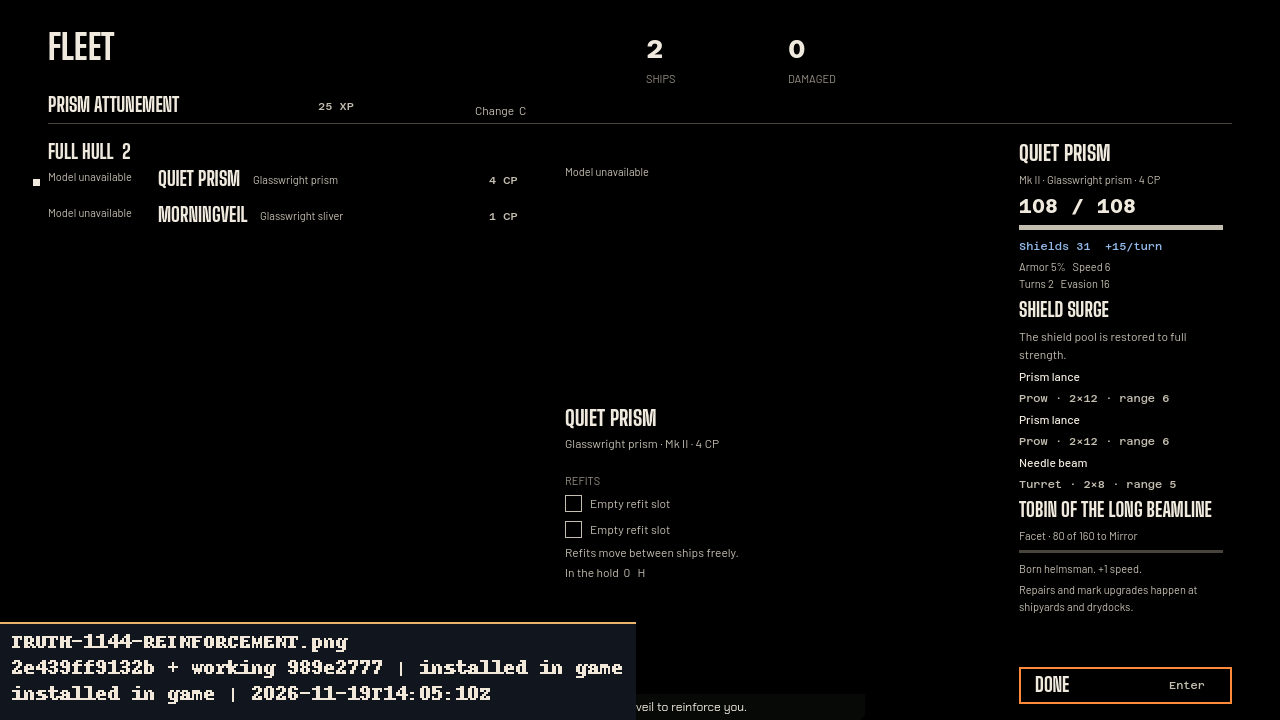 FLEET
2
SHIPS
0
DAMAGED
PRISM ATTUNEMENT 25 XP Change C
FULL HULL 2
Model unavailable QUIET PRISM Glasswright prism 4 CP
Model unavailable MORNINGVEIL Glasswright sliver 1 CP
Model unavailable
QUIET PRISM
Glasswright prism · Mk II · 4 CP
REFITS
Empty refit slot
Empty refit slot
Refits move between ships freely.
In the hold 0 H
QUIET PRISM
Mk II · Glasswright prism · 4 CP
108 / 108
Shields 31 +15/turn
Armor 5% Speed 6
Turns 2 Evasion 16
SHIELD SURGE
The shield pool is restored to full
strength.
Prism lance
Prow · 2×12 · range 6
Prism lance
Prow · 2×12 · range 6
Needle beam
Turret · 2×8 · range 5
TOBIN OF THE LONG BEAMLINE
Facet · 80 of 160 to Mirror
Born helmsman. +1 speed.
Repairs and mark upgrades happen at
shipyards and drydocks.
DONE Enter
TRUTH-1144-REINFORCEMENT.png
2e439ff9132b + working 989e2777 | installed in game
installed in game | 2026-11-19T14:05:10Z
veil to reinforce you.